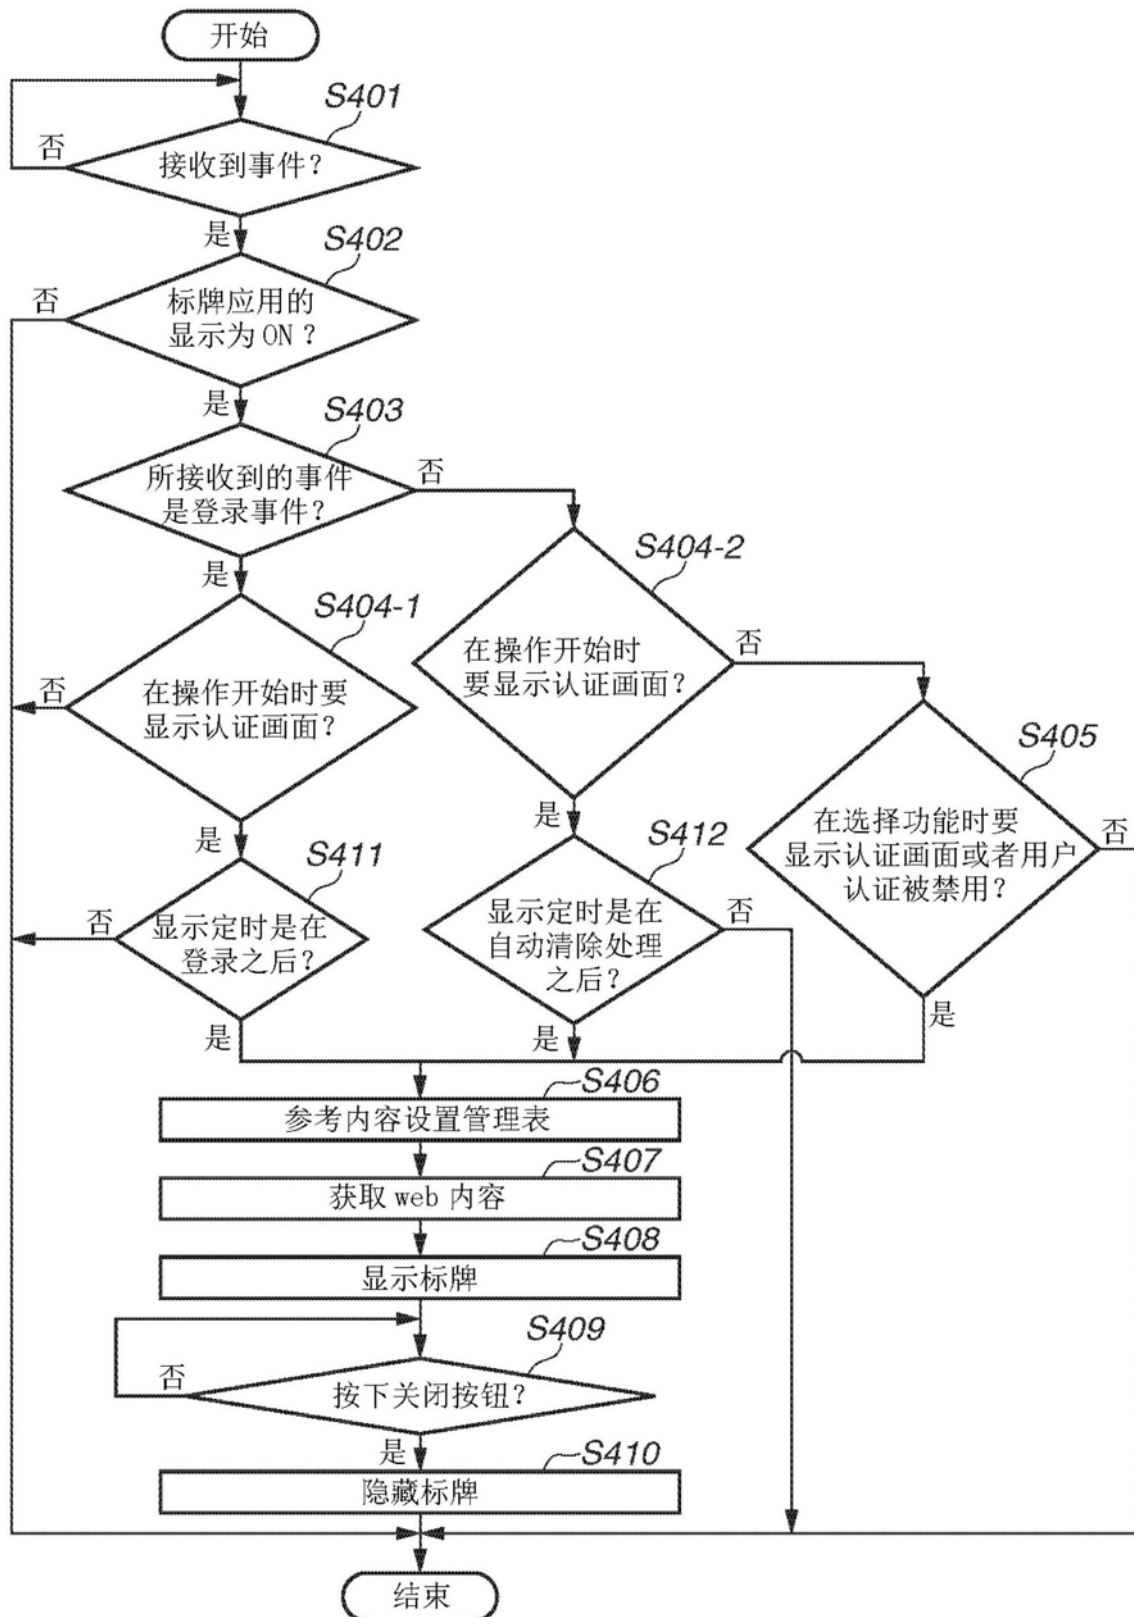 开始
S401
否
接收到事件？
是
S402
否
标牌应用的
显示为 ON ？
是
S403
所接收到的事件
是登录事件？
否
是
S404-2
S404-1
在操作开始时
要显示认证画面？
否
否
在操作开始时要
显示认证画面？
S405
是
是
在选择功能时要
显示认证画面或者用户
认证被禁用？
否
S411
S412
否
显示定时是在
登录之后？
显示定时是在
自动清除处理
之后？
否
是
是
是
S406
参考内容设置管理表
S407
获取 web 内容
S408
显示标牌
S409
否
按下关闭按钮？
是
S410
隐藏标牌
结束